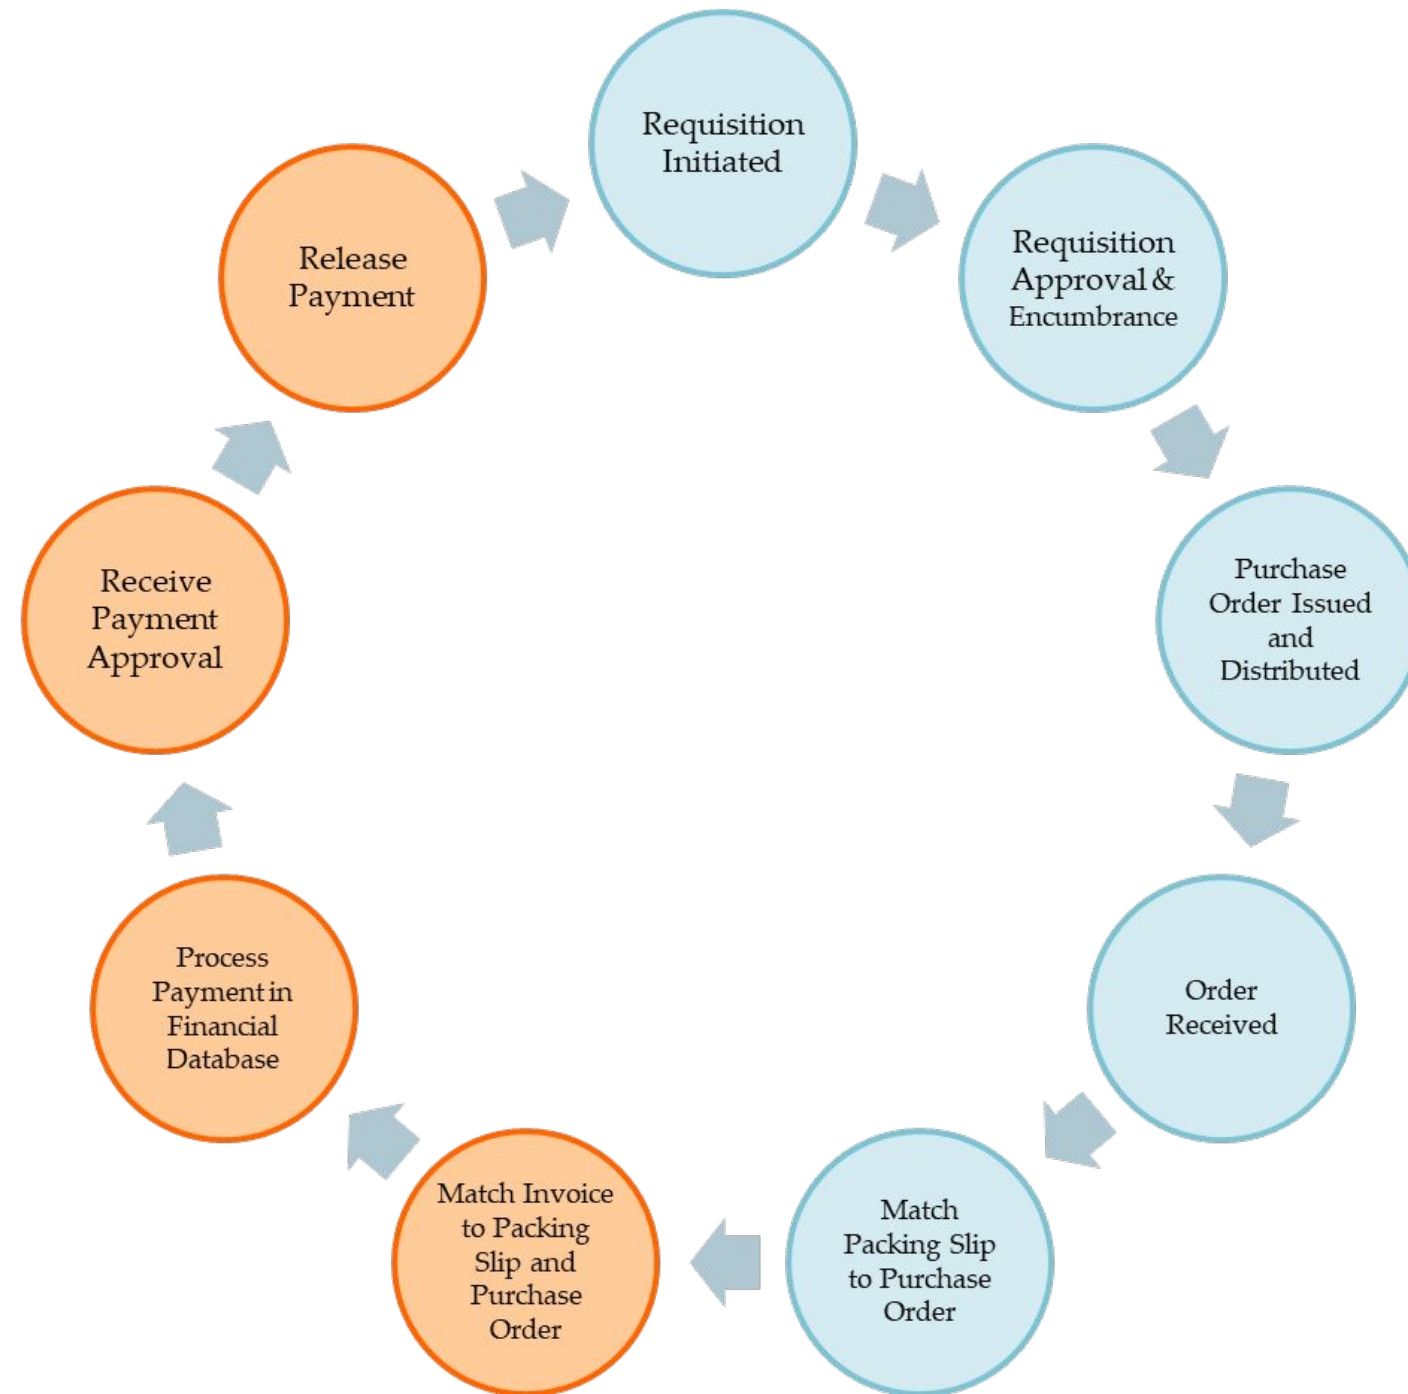 Requisition
Initiated
Requisition
Approval &
Encumbrance
Purchase
Order Issued
and
Distributed
Order
Received
Match
Packing Slip
to Purchase
Order
Match Invoice
to Packing
Slip and
Purchase
Order
Process
Payment in
Financial
Database
Receive
Payment
Approval
Release
Payment